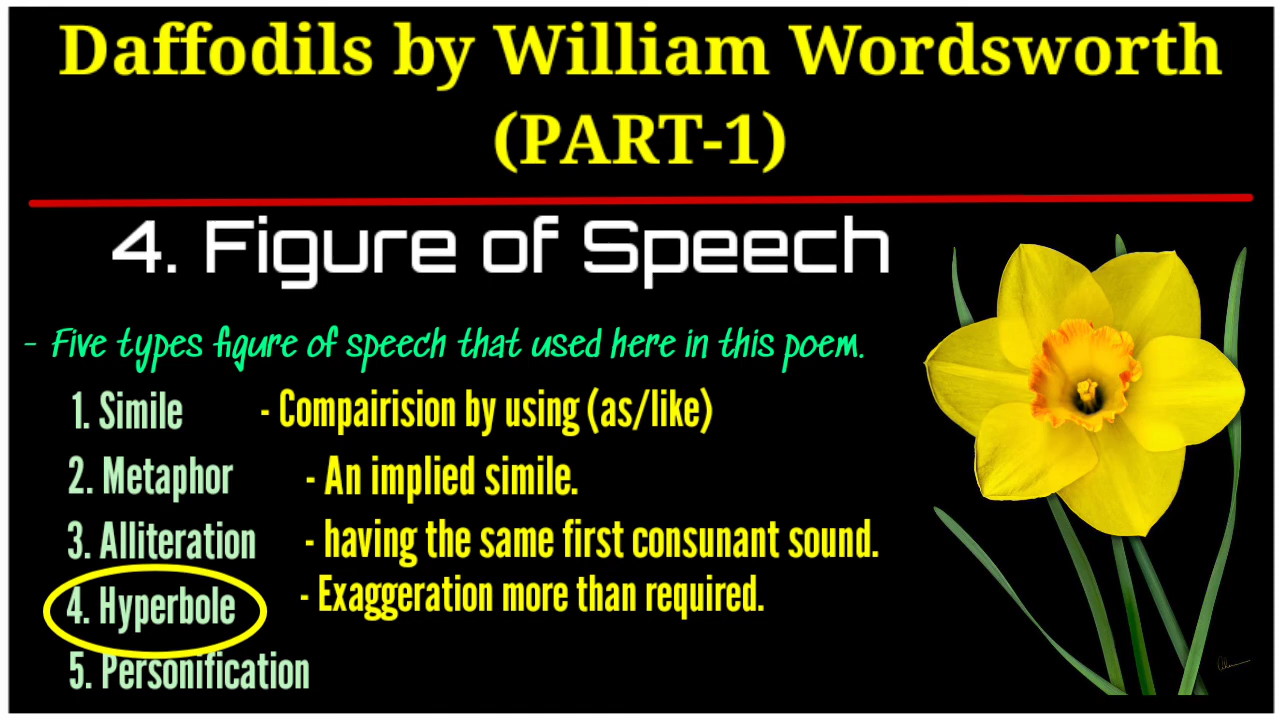 Daffodils by William Wordsworth
(PART-1)
4. Figure of Speech
- Five types figure of speech that used here in this poem.
1. Simile - Compairision by using (as/like)
2. Metaphor - An implied simile.
3. Alliteration - having the same first consunant sound.
4. Hyperbole - Exaggeration more than required.
5. Personification